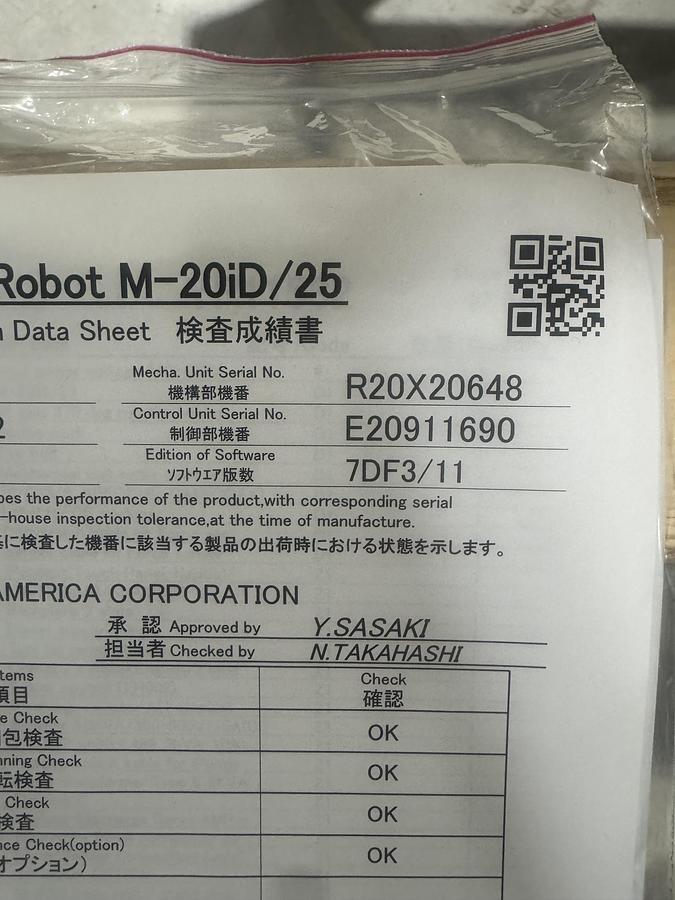 Robot M-20iD/25
Data Sheet 検査成績書
Mecha. Unit Serial No.
機構部機番
R20X20648
2
Control Unit Serial No.
制御部機番
E20911690
Edition of Software
ソフトウエア版数
7DF3/11
bes the performance of the product,with corresponding serial
-house inspection tolerance,at the time of manufacture.
に検査した機番に該当する製品の出荷時における状態を示します。
AMERICA CORPORATION
承 認 Approved by Y.SASAKI
担当者 Checked by N.TAKAHASHI
tems
項目
Check
確認
e Check
包検査
OK
nning Check
転検査
OK
Check
検査
OK
nce Check(option)
オプション)
OK